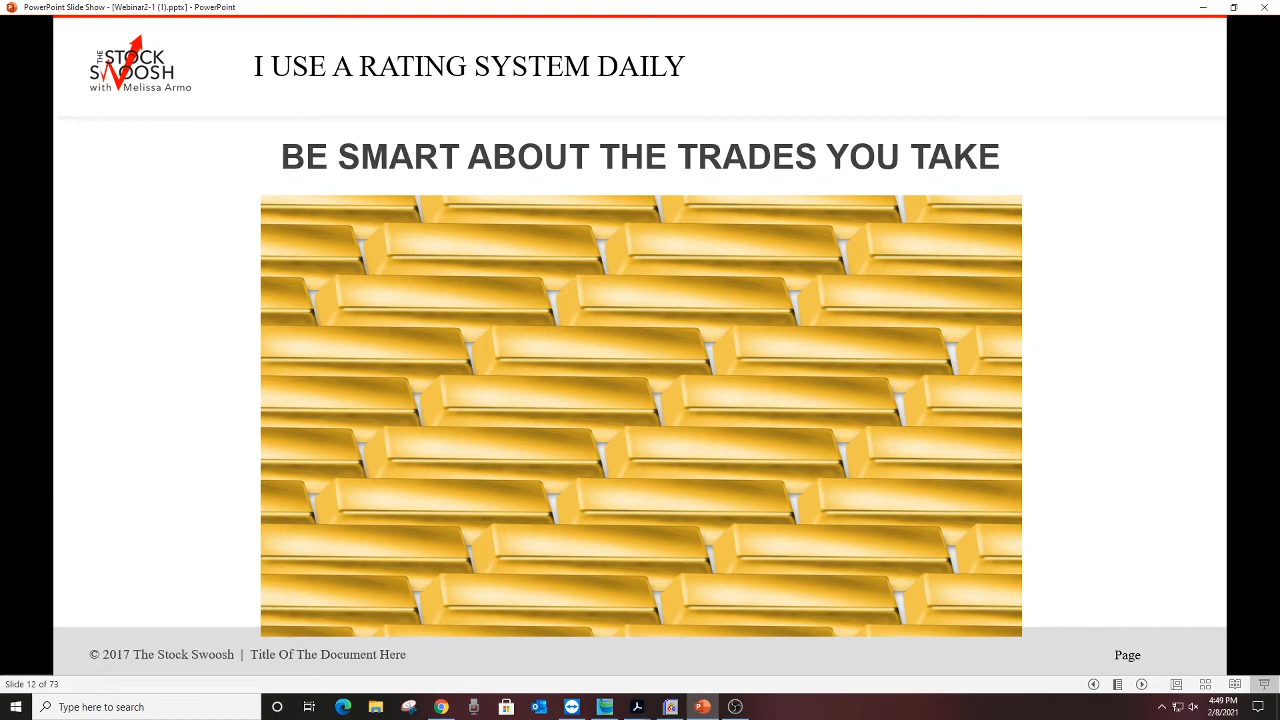 PowerPoint Slide Show - [Webinar2-1 (1).pptx] - PowerPoint
THE
STOCK
SWOOSH
with Melissa Armo
I USE A RATING SYSTEM DAILY
BE SMART ABOUT THE TRADES YOU TAKE
© 2017 The Stock Swoosh | Title Of The Document Here
Page
Slide 12 of 73
Type here to search
4:49 PM
2/8/2021